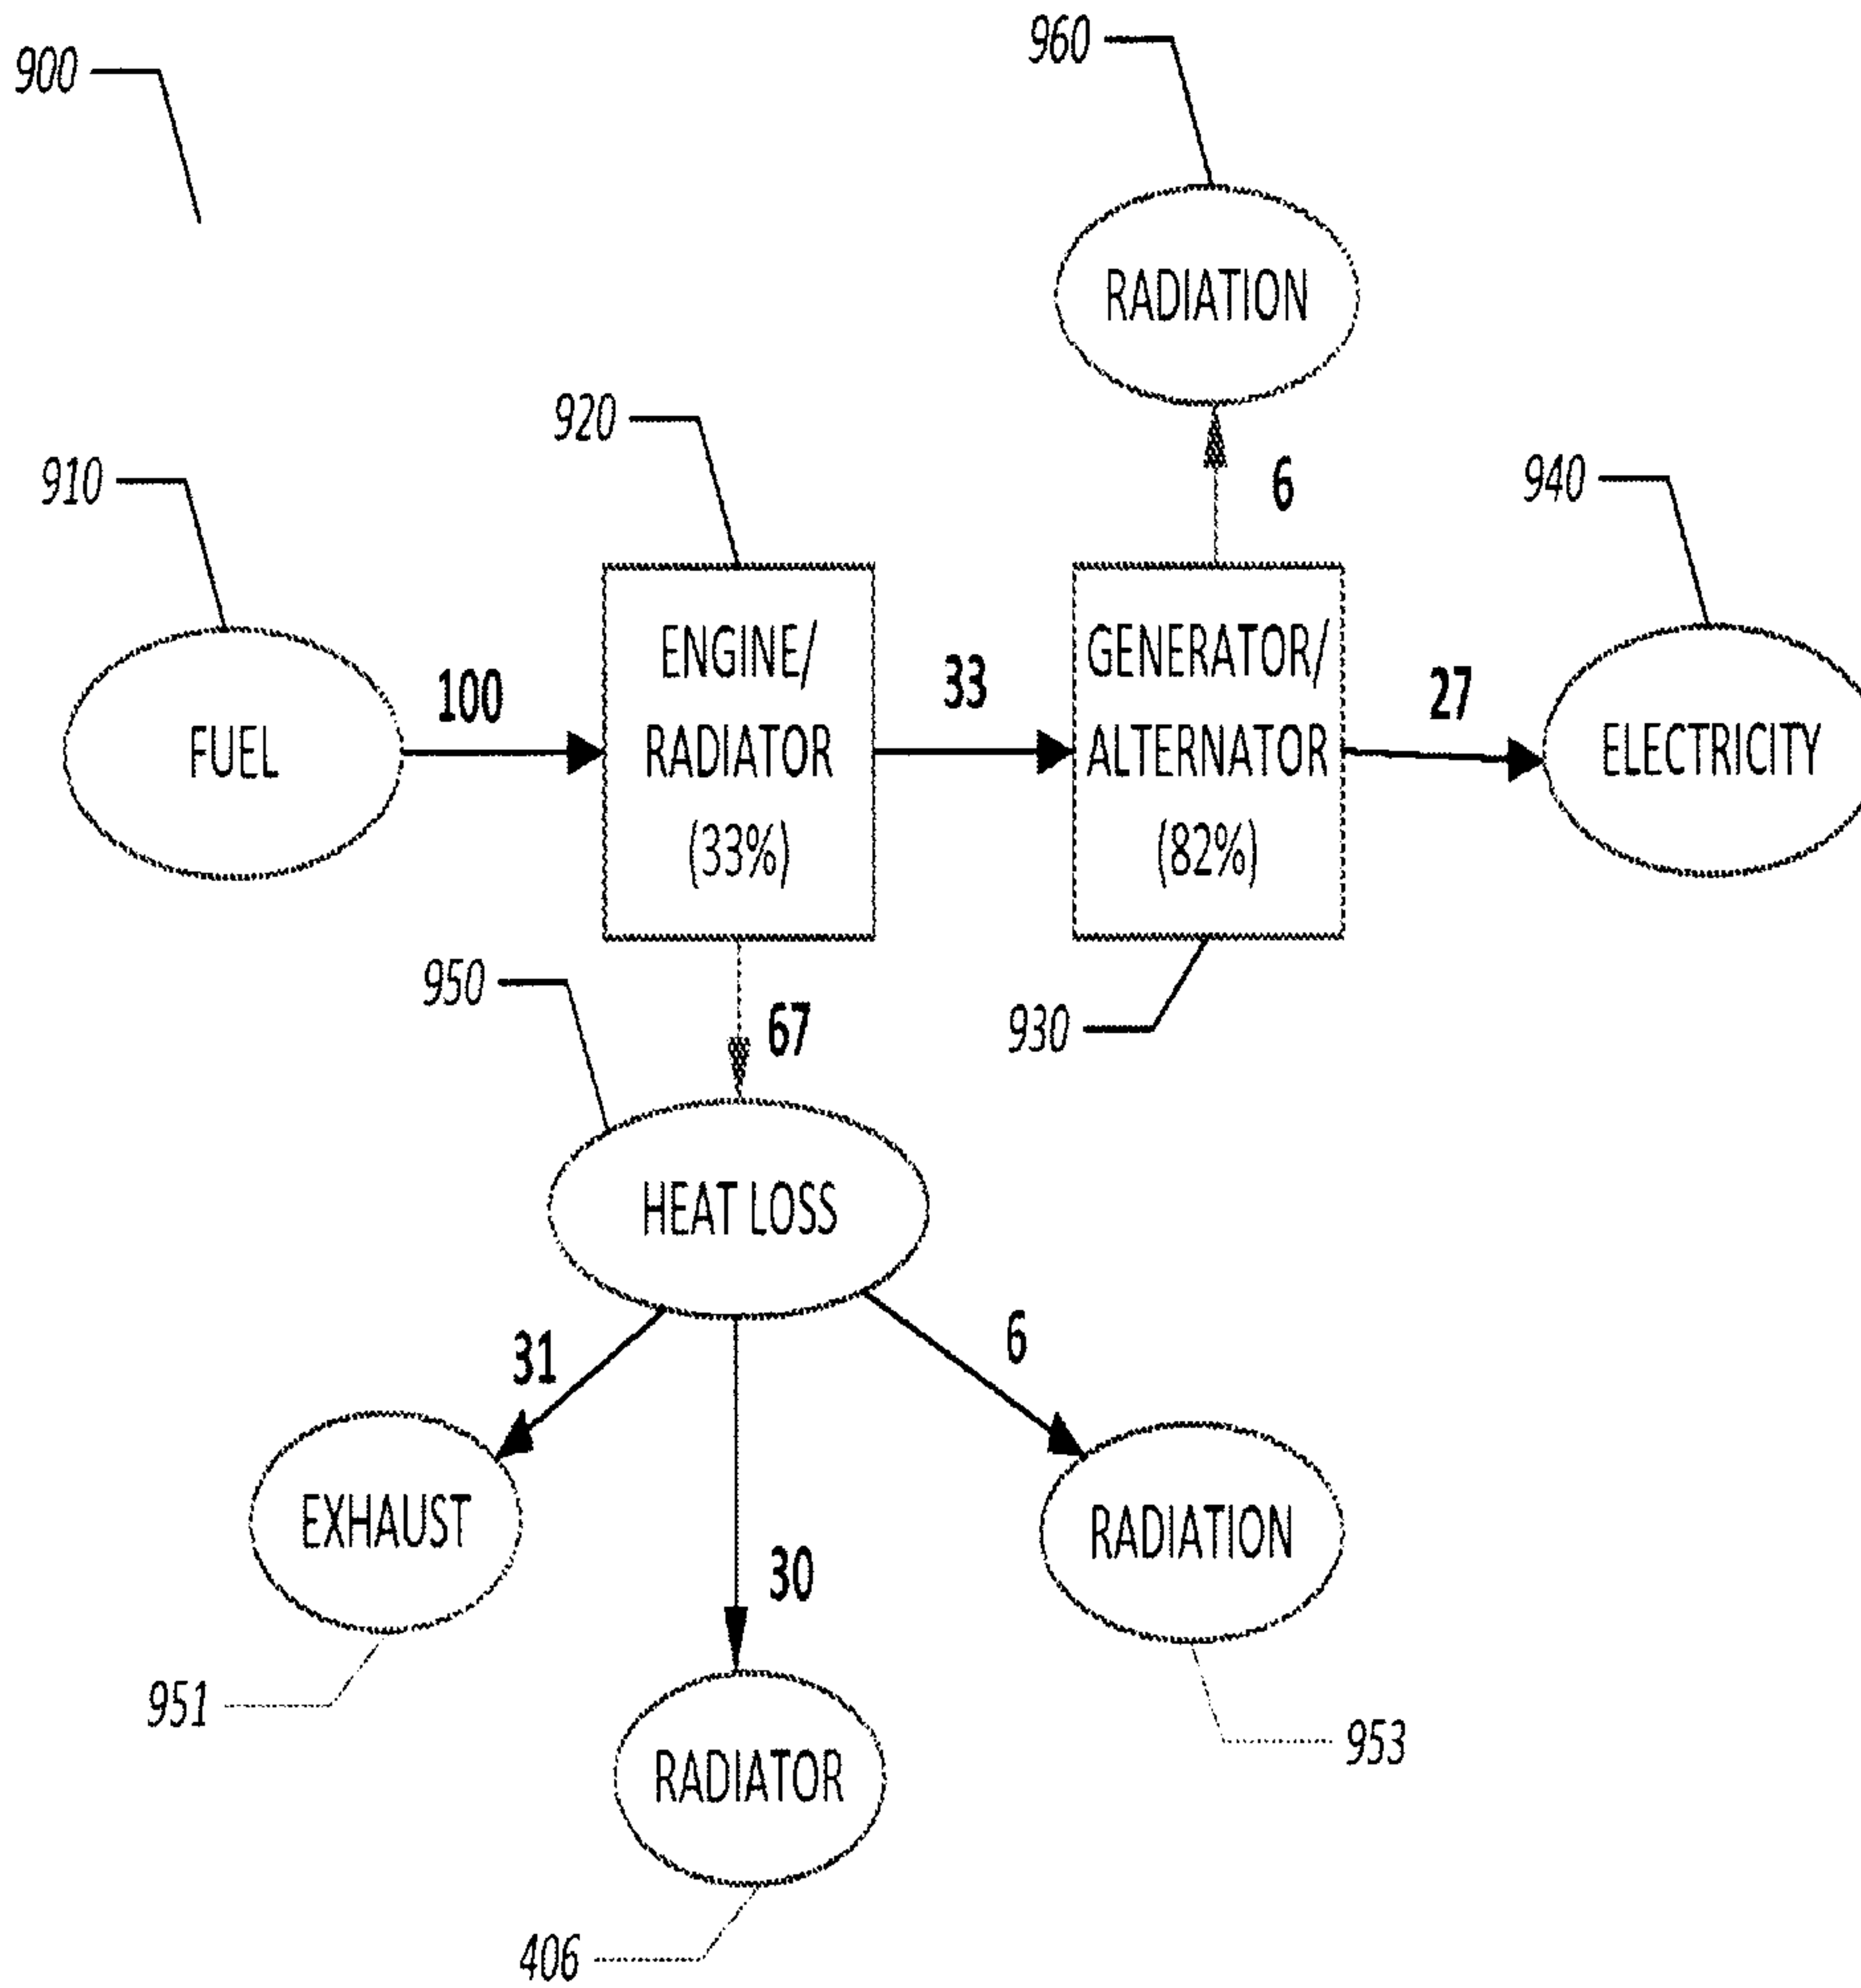 900
960
920
910
940
RADIATION
6
FUEL
100
ENGINE/
RADIATOR
(33%)
33
GENERATOR/
ALTERNATOR
(82%)
27
ELECTRICITY
950
67
930
HEAT LOSS
31
6
EXHAUST
30
RADIATION
951
RADIATOR
953
406